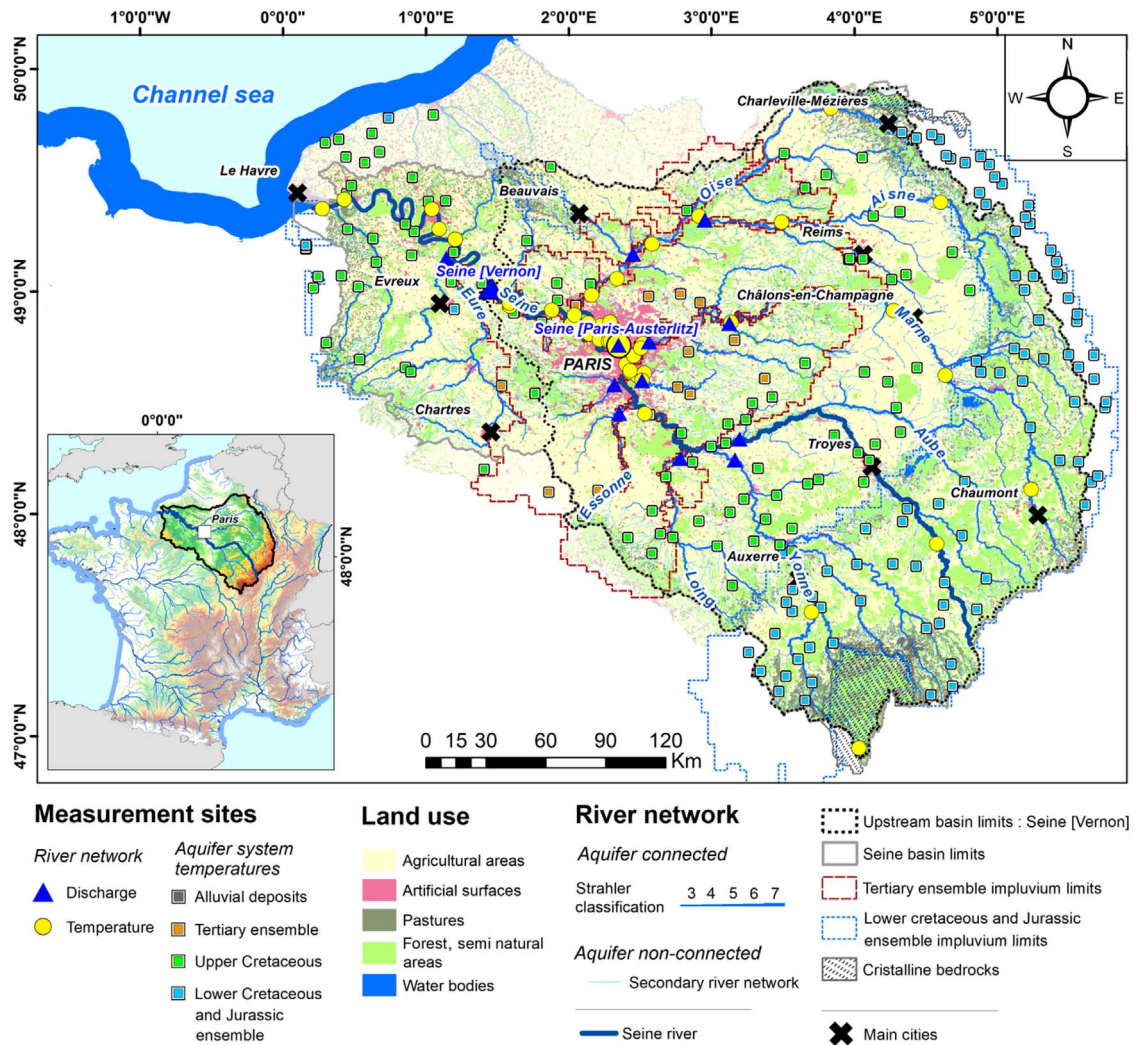 1°0'0"W 0°0'0" 1°0'0"E 2°0'0"E 3°0'0"E 4°0'0"E 5°0'0"E
50°0'0"N
49°0'0"N
48°0'0"N
47°0'0"N
N
W E
S
Channel sea
Charleville-Mézières
Le Havre
Beauvais
Oise
Aisne
Reims
Seine [Vernon]
Evreux
Eure
Seine
Châlons-en-Champagne
Marne
Seine [Paris-Austerlitz]
PARIS
Chartres
Troyes
Aube
Essonne
Chaumont
Auxerre
Yonne
Loing
0°0'0"
Paris
48°0'0"N
0 15 30 60 90 120
Km
Measurement sites
River network
Discharge
Temperature
Aquifer system
temperatures
Alluvial deposits
Tertiary ensemble
Upper Cretaceous
Lower Cretaceous
and Jurassic
ensemble
Land use
Agricultural areas
Artificial surfaces
Pastures
Forest, semi natural
areas
Water bodies
River network
Aquifer connected
Strahler
classification
3 4 5 6 7
Aquifer non-connected
Secondary river network
Seine river
Upstream basin limits : Seine [Vernon]
Seine basin limits
Tertiary ensemble impluvium limits
Lower cretaceous and Jurassic
ensemble impluvium limits
Cristalline bedrocks
Main cities